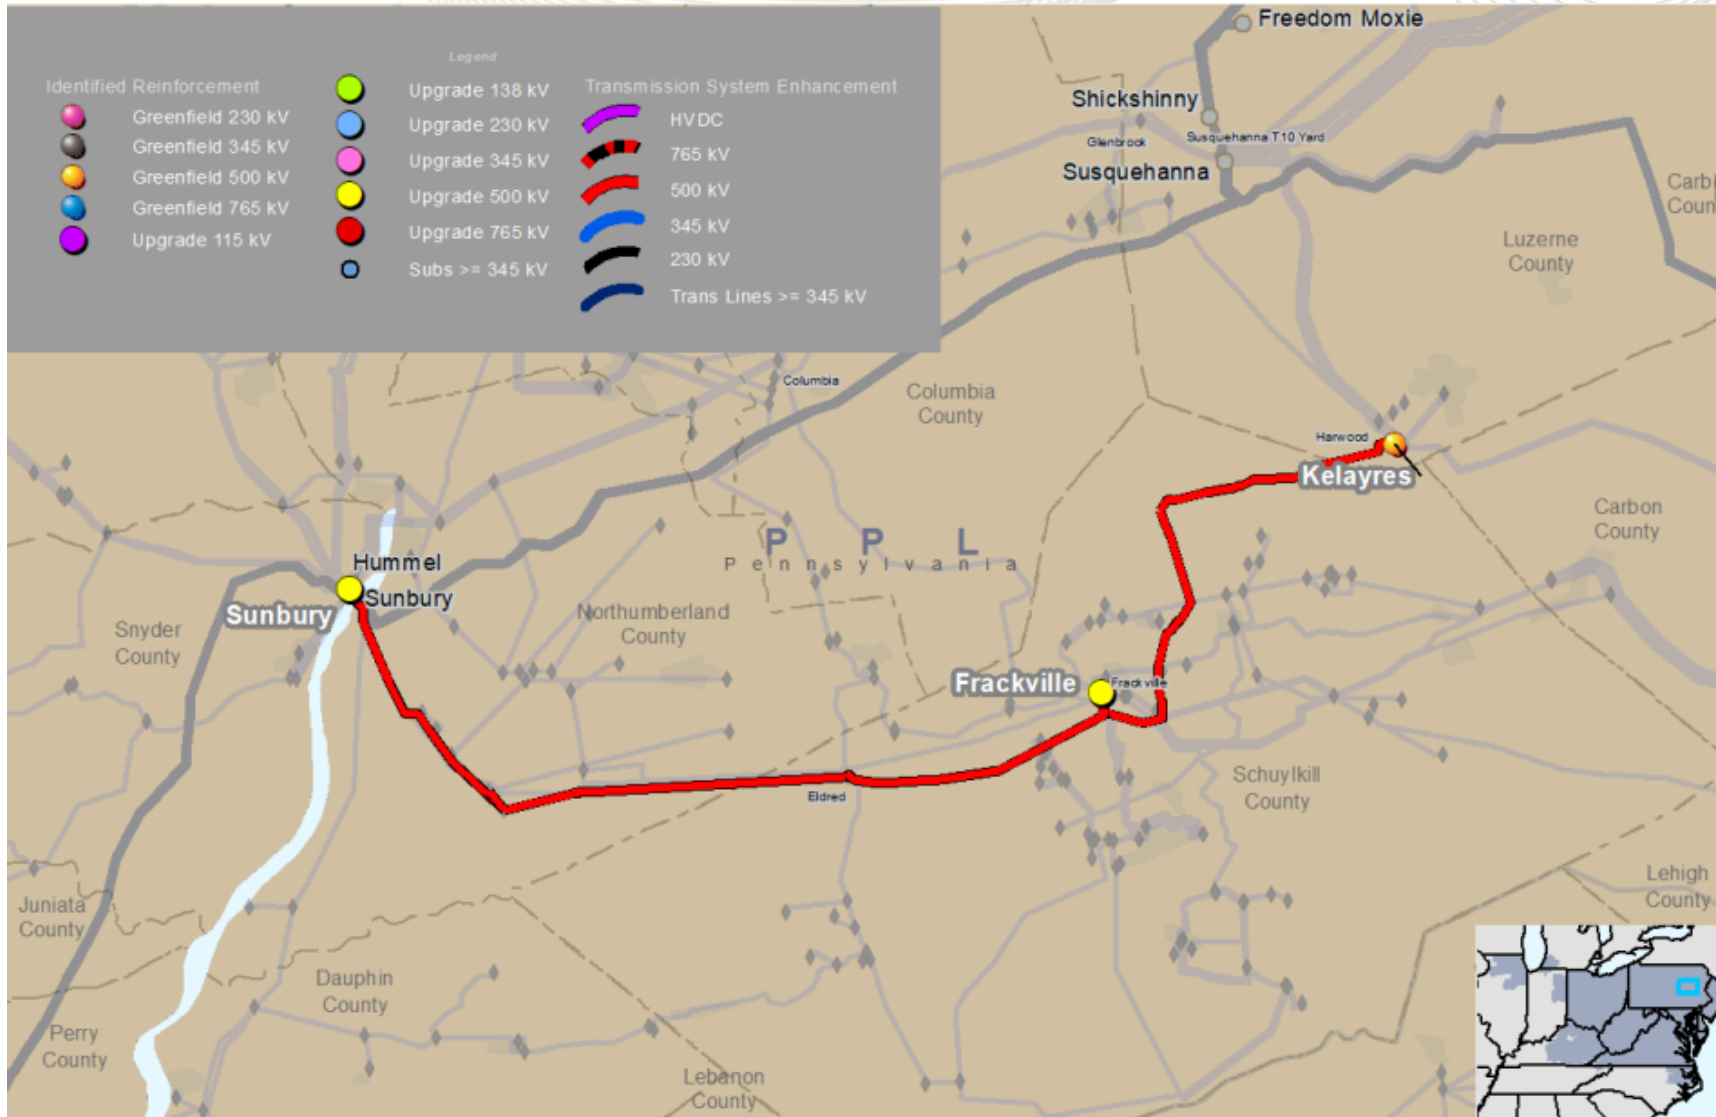 Legend
Identified Reinforcement
Greenfield 230 kV
Greenfield 345 kV
Greenfield 500 kV
Greenfield 765 kV
Upgrade 115 kV
Upgrade 138 kV
Upgrade 230 kV
Upgrade 345 kV
Upgrade 500 kV
Upgrade 765 kV
Subs >= 345 kV
Transmission System Enhancement
HVDC
765 kV
500 kV
345 kV
230 kV
Trans Lines >= 345 kV
Freedom Moxie
Shickshinny
Glenbrook
Susquehanna T10 Yard
Susquehanna
Luzerne
County
Columbia
Columbia
County
Harwood
Kelayres
Carbon
County
P P L
Pennsylvania
Hummel
Sunbury
Sunbury
Snyder
County
Northumberland
County
Frackville
Frackville
Eldred
Schuylkill
County
Lehigh
County
Juniata
County
Dauphin
County
Perry
County
Lebanon
County